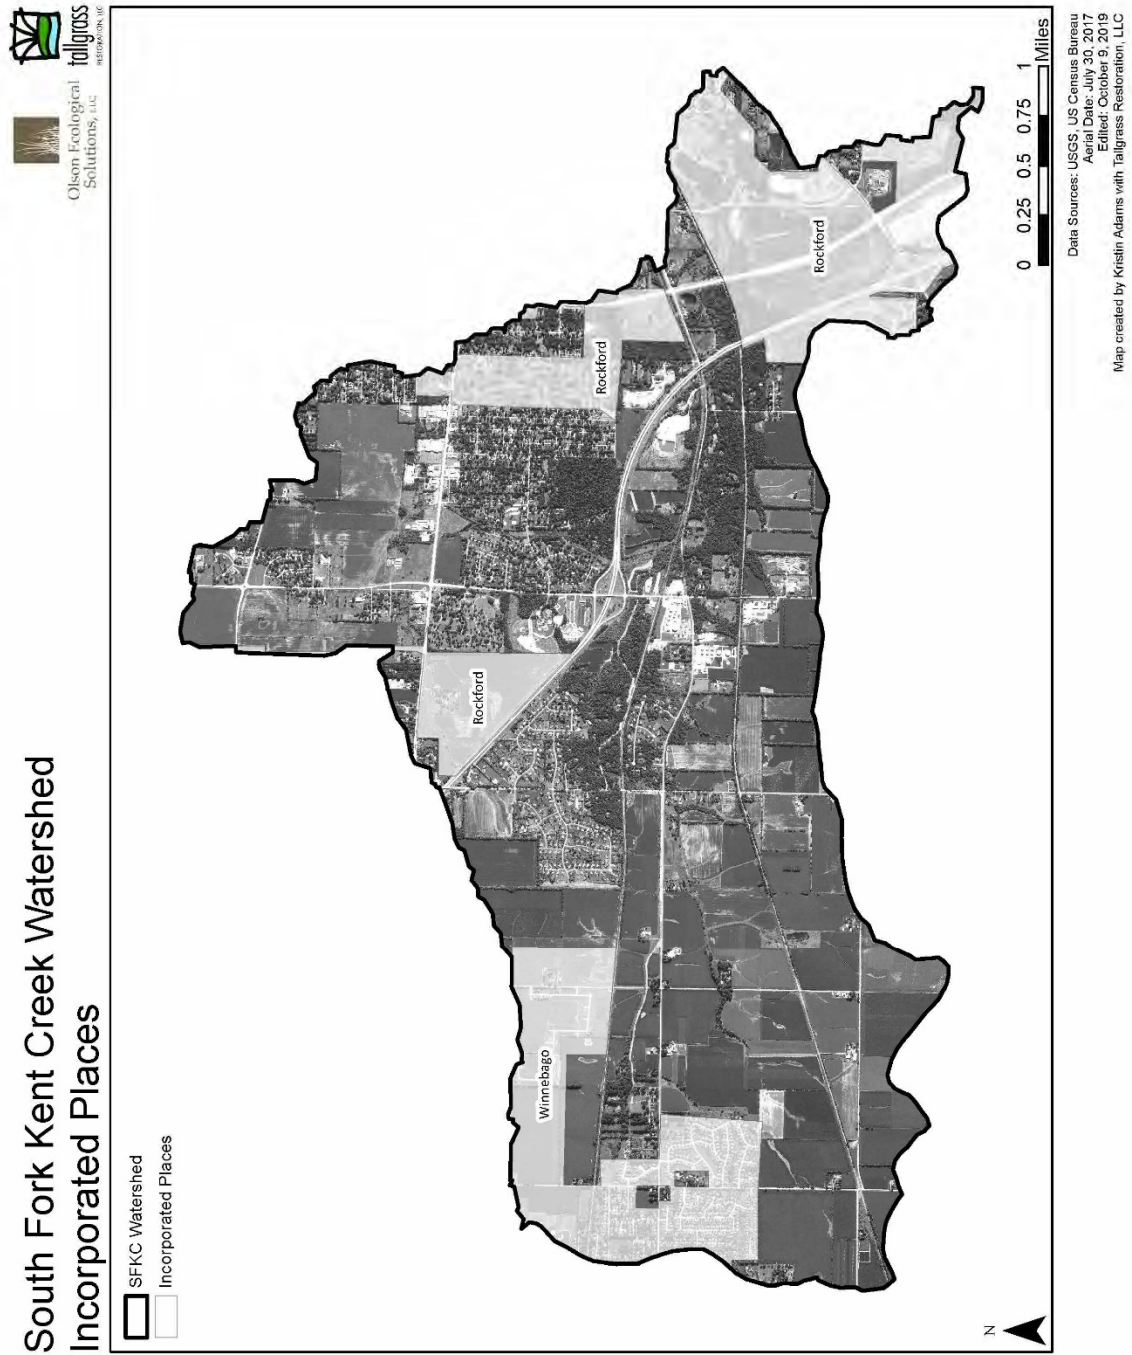 South Fork Kent Creek Watershed
Incorporated Places
Olson Ecological
Solutions, LLC
tallgrass
RESTORATION, LLC
SFKC Watershed
Incorporated Places
Winnebago
Rockford
Rockford
Rockford
N
0 0.25 0.5 0.75 1
Miles
Data Sources: USGS, US Census Bureau
Aerial Date: July 30, 2017
Edited: October 9, 2019
Map created by Kristin Adams with Tallgrass Restoration, LLC